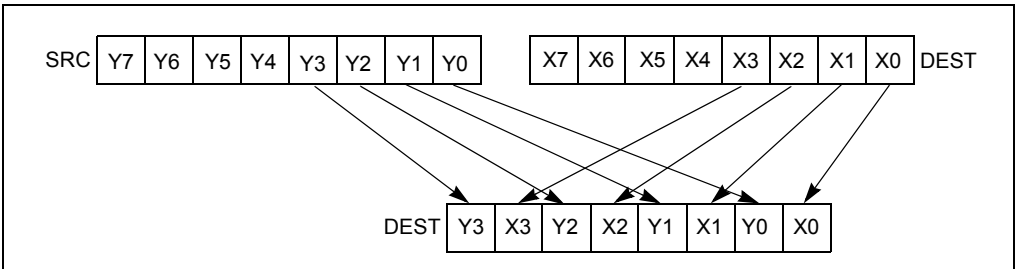 SRC Y7 Y6 Y5 Y4 Y3 Y2 Y1 Y0 X7 X6 X5 X4 X3 X2 X1 X0 DEST
DEST Y3 X3 Y2 X2 Y1 X1 Y0 X0